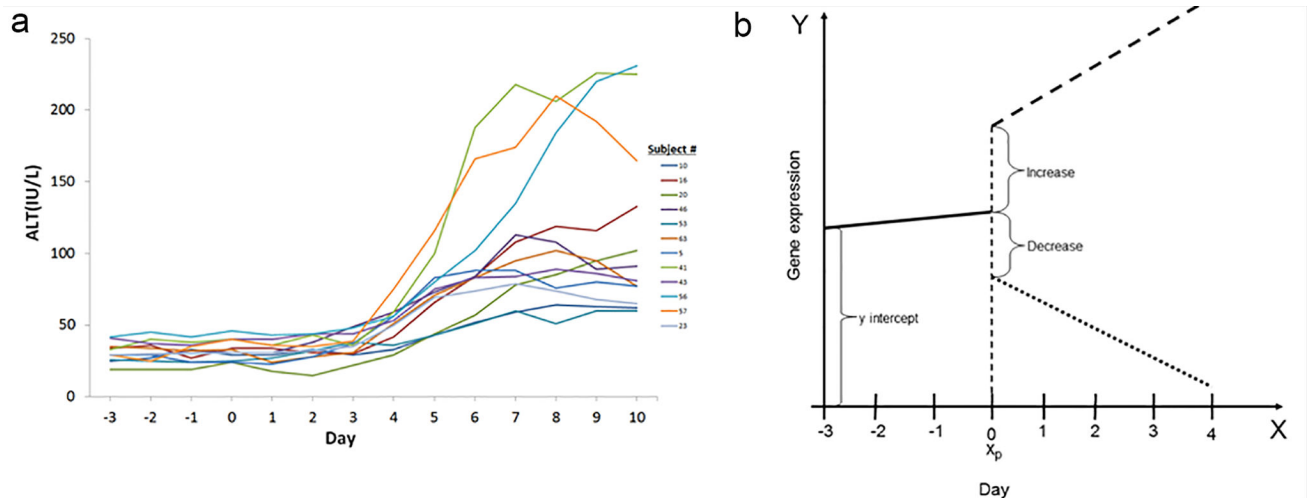 a
250
200
150
100
50
0
ALT(IU/L)
-3 -2 -1 0 1 2 3 4 5 6 7 8 9 10
Day
Subject #
10
16
20
46
53
63
5
41
43
56
57
23
b
Y
Gene expression
Increase
Decrease
y intercept
-3 -2 -1 0 1 2 3 4 X
Xp
Day